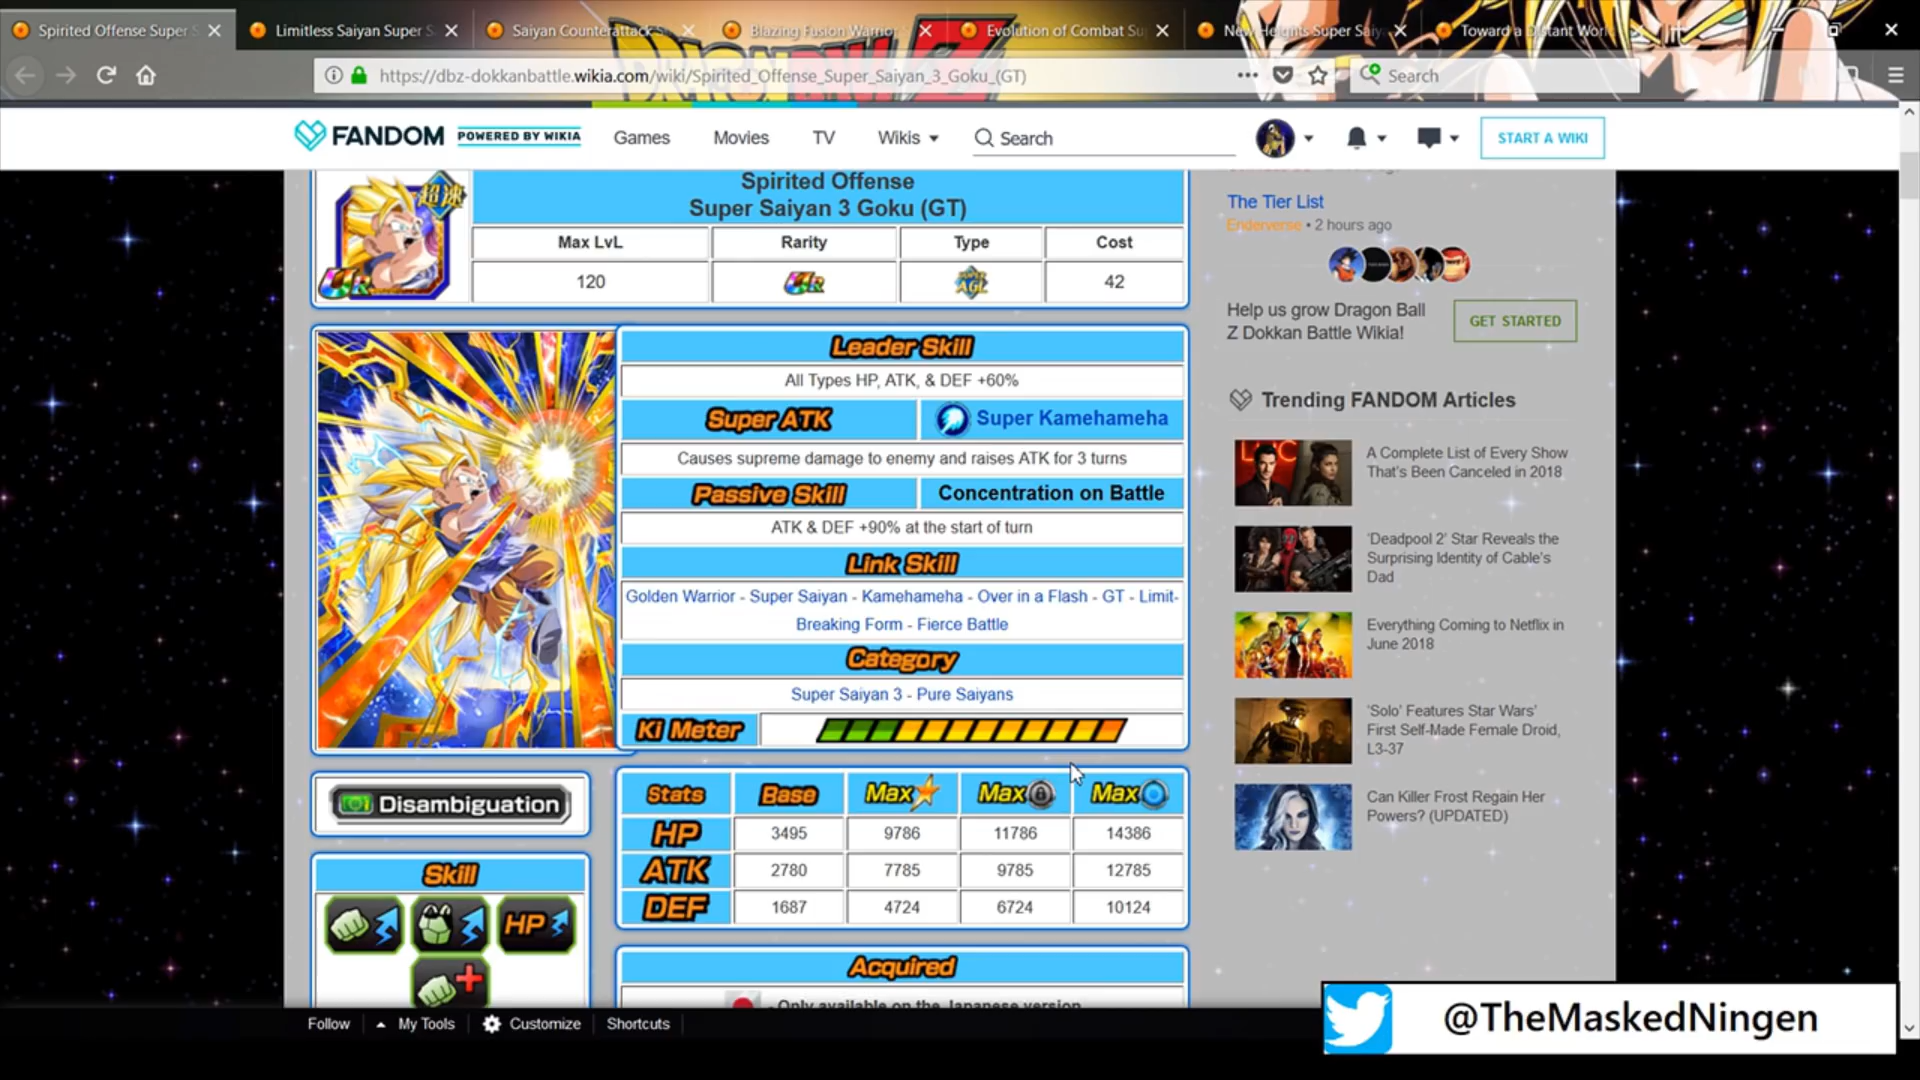 Spirited Offense Super S
Limitless Saiyan Super S
Saiyan Counterattack S
Blazing Fusion Warrior
Evolution of Combat Su
New Heights Super Saiy
Toward a Distant Worl
https://dbz-dokkanbattle.wikia.com/wiki/Spirited_Offense_Super_Saiyan_3_Goku_(GT)
Search
FANDOM POWERED BY WIKIA
Games
Movies
TV
Wikis
Search
START A WIKI
Spirited Offense
Super Saiyan 3 Goku (GT)
超速
UR
Max LvL
Rarity
Type
Cost
120
UR
SUPER AGL
42
Leader Skill
All Types HP, ATK, & DEF +60%
Super ATK
Super Kamehameha
Causes supreme damage to enemy and raises ATK for 3 turns
Passive Skill
Concentration on Battle
ATK & DEF +90% at the start of turn
Link Skill
Golden Warrior - Super Saiyan - Kamehameha - Over in a Flash - GT - Limit-
Breaking Form - Fierce Battle
Category
Super Saiyan 3 - Pure Saiyans
Ki Meter
Disambiguation
Skill
HP
Stats
Base
Max
Max
Max
HP
3495
9786
11786
14386
ATK
2780
7785
9785
12785
DEF
1687
4724
6724
10124
Acquired
- Only available on the Japanese version
The Tier List
Enderverse • 2 hours ago
Help us grow Dragon Ball
Z Dokkan Battle Wikia!
GET STARTED
Trending FANDOM Articles
A Complete List of Every Show
That's Been Canceled in 2018
'Deadpool 2' Star Reveals the
Surprising Identity of Cable's
Dad
Everything Coming to Netflix in
June 2018
'Solo' Features Star Wars'
First Self-Made Female Droid,
L3-37
Can Killer Frost Regain Her
Powers? (UPDATED)
Follow
My Tools
Customize
Shortcuts
@TheMaskedNingen